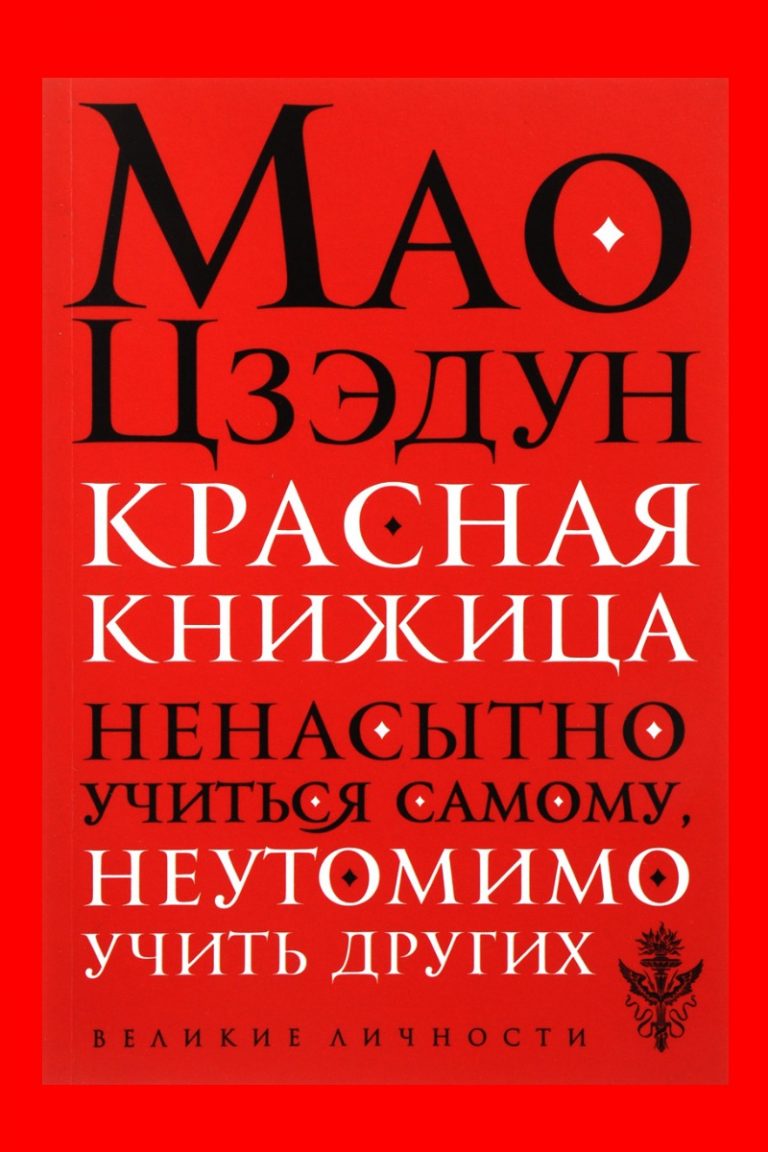 Мао
Цзэдун
КРАСНАЯ
КНИЖИЦА
НЕНАСЫТНО
УЧИТЬСЯ САМОМУ,
НЕУТОМИМО
УЧИТЬ ДРУГИХ
ВЕЛИКИЕ ЛИЧНОСТИ